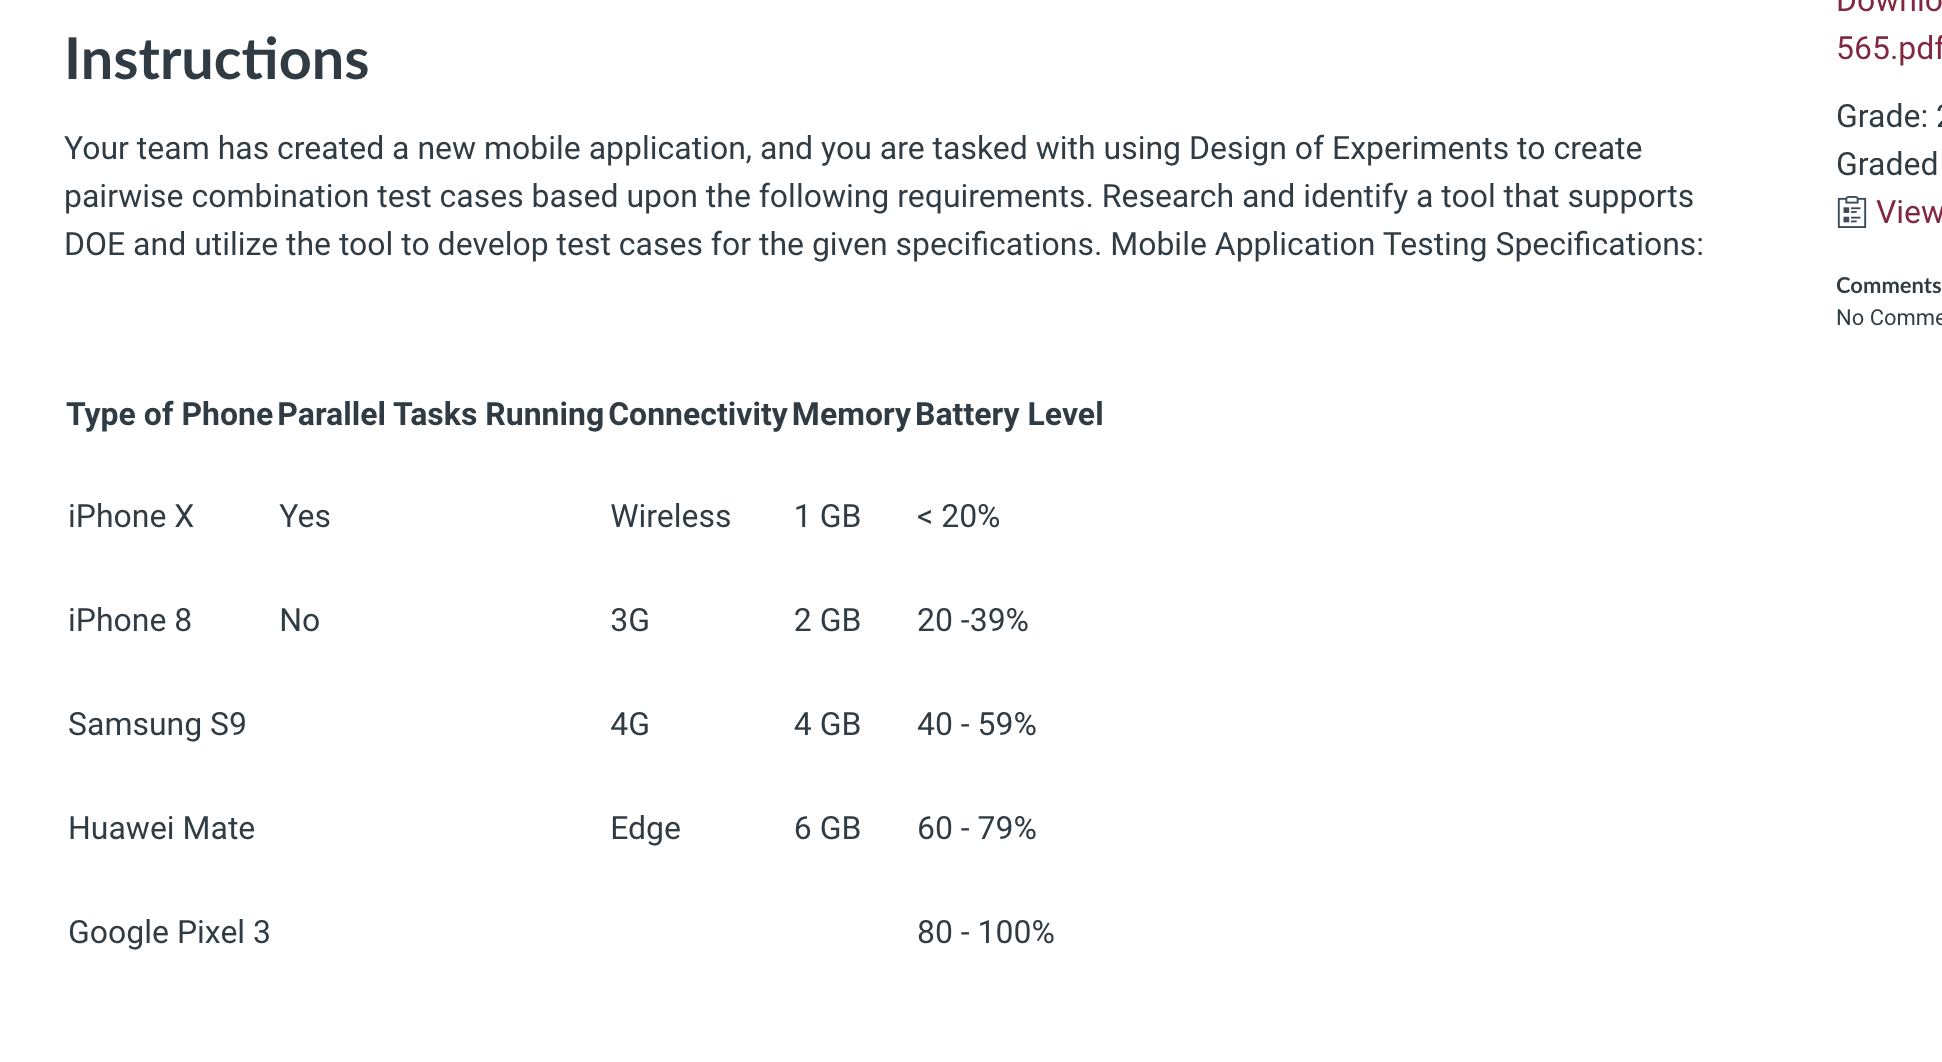 Instructions
Your team has created a new mobile application, and you are tasked with using Design of Experiments to create
pairwise combination test cases based upon the following requirements. Research and identify a tool that supports
DOE and utilize the tool to develop test cases for the given specifications. Mobile Application Testing Specifications:
Type of Phone Parallel Tasks Running Connectivity Memory Battery Level
iPhone X Yes Wireless 1 GB < 20%
iPhone 8 No 3G 2 GB 20 -39%
Samsung S9 4G 4 GB 40 - 59%
Huawei Mate Edge 6 GB 60 - 79%
Google Pixel 3 80 - 100%
565.pdf
Grade:
Graded
View
Comments
No